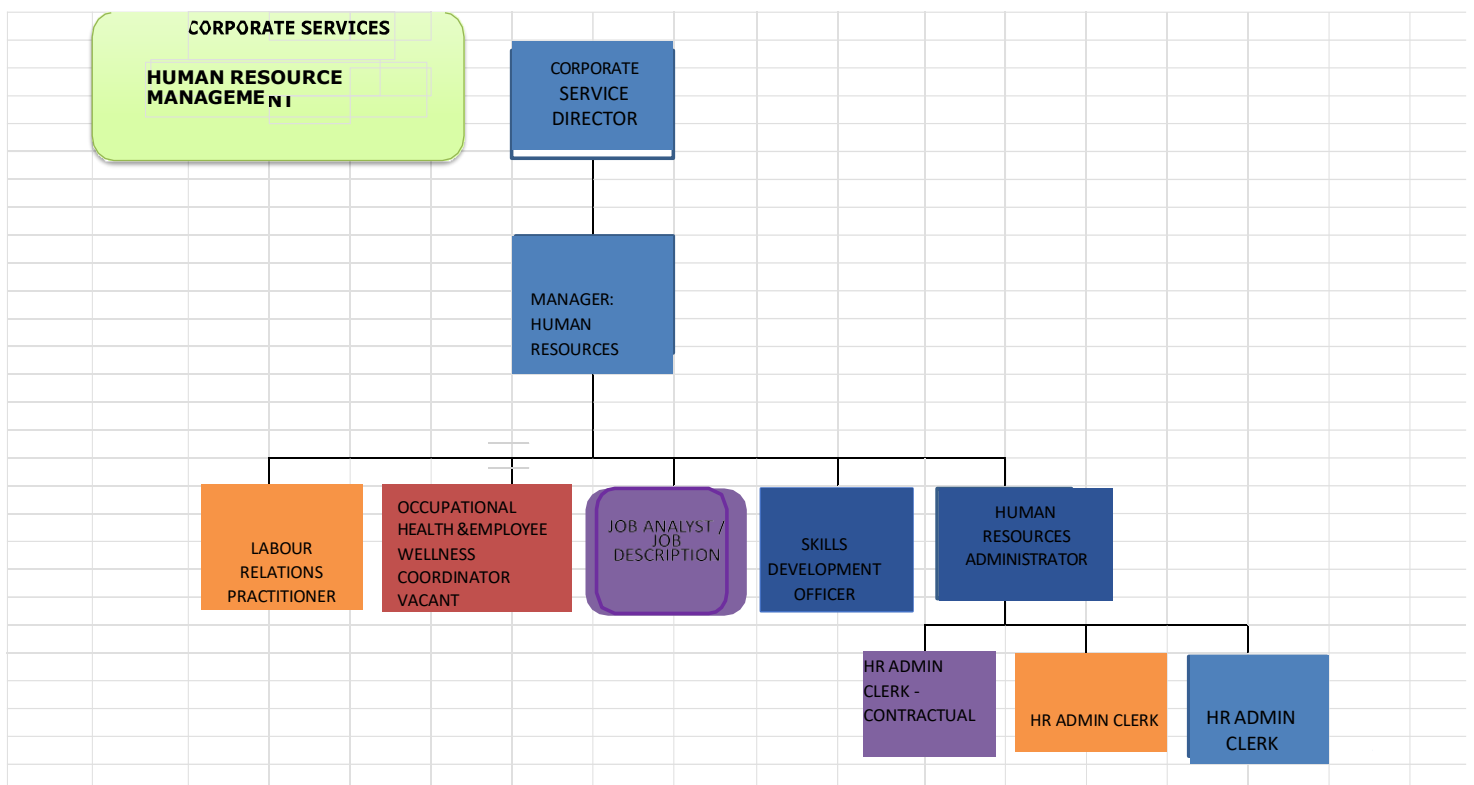 CORPORATE SERVICES
HUMAN RESOURCE
MANAGEMENT
CORPORATE
SERVICE
DIRECTOR
MANAGER:
HUMAN
RESOURCES
LABOUR
RELATIONS
PRACTITIONER
OCCUPATIONAL
HEALTH &EMPLOYEE
WELLNESS
COORDINATOR
VACANT
JOB ANALYST /
JOB
DESCRIPTION
SKILLS
DEVELOPMENT
OFFICER
HUMAN
RESOURCES
ADMINISTRATOR
HR ADMIN
CLERK -
CONTRACTUAL
HR ADMIN CLERK
HR ADMIN
CLERK